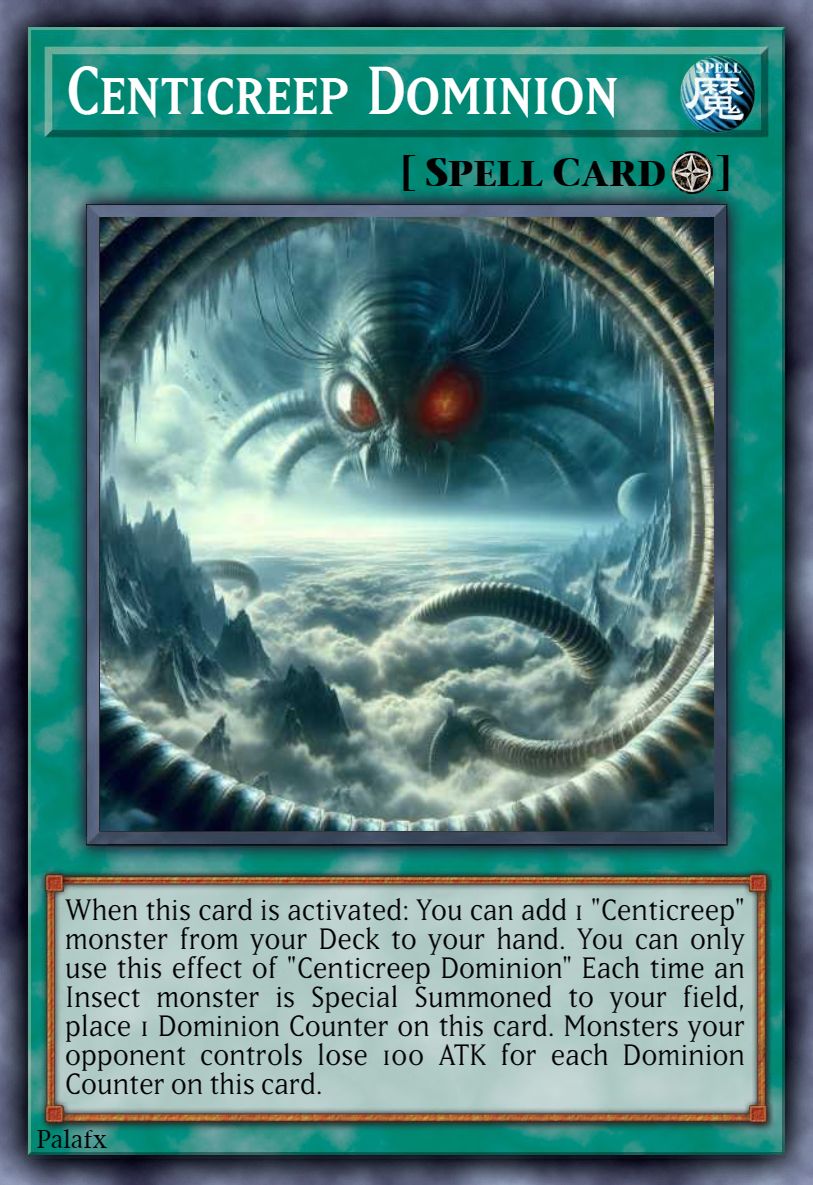 Centicreep Dominion
SPELL
魔
[ Spell Card ]
When this card is activated: You can add 1 "Centicreep"
monster from your Deck to your hand. You can only
use this effect of "Centicreep Dominion" Each time an
Insect monster is Special Summoned to your field,
place 1 Dominion Counter on this card. Monsters your
opponent controls lose 100 ATK for each Dominion
Counter on this card.
Palafx